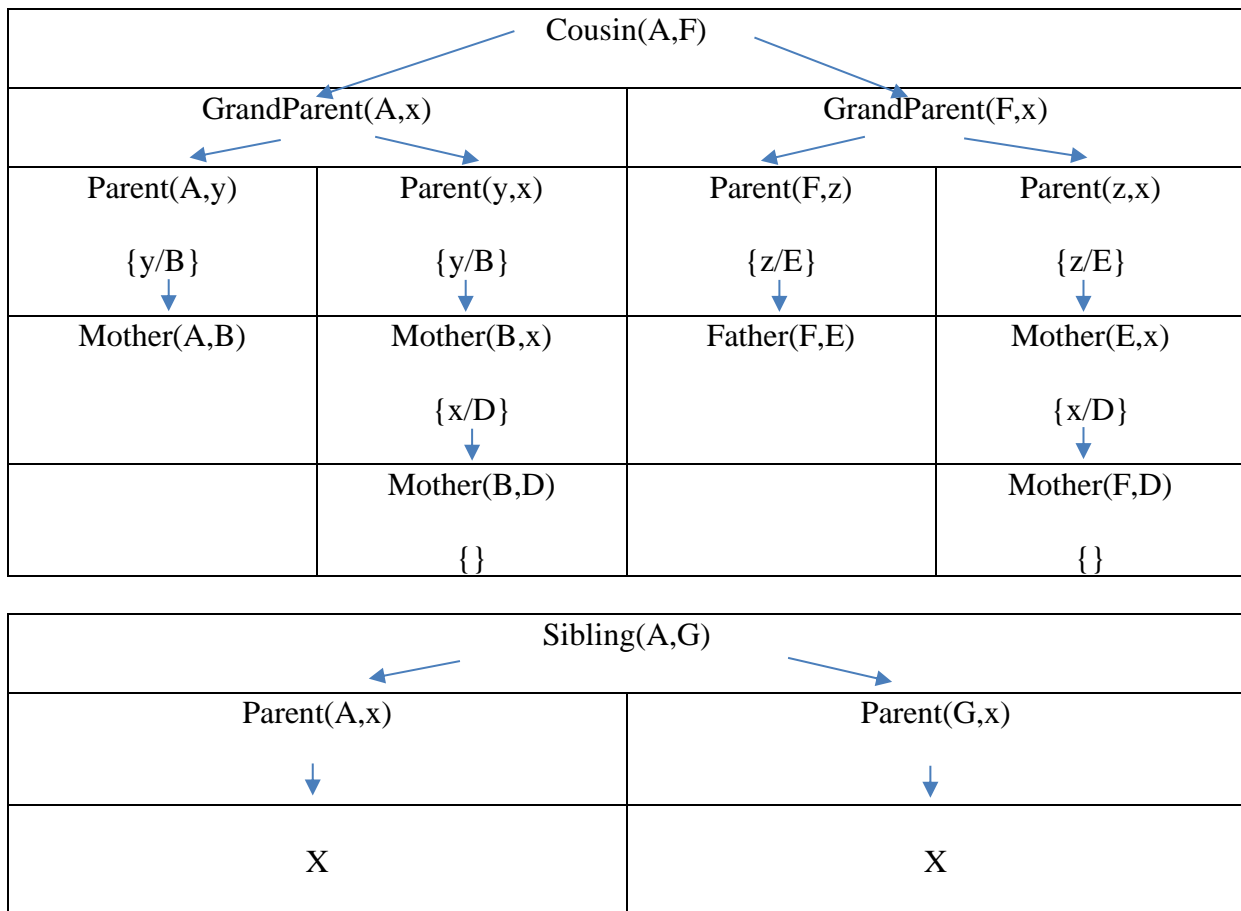 Cousin(A,F)
GrandParent(A,x) GrandParent(F,x)
Parent(A,y) Parent(y,x) Parent(F,z) Parent(z,x)
{y/B} {y/B} {z/E} {z/E}
Mother(A,B) Mother(B,x) Father(F,E) Mother(E,x)
{x/D} {x/D}
Mother(B,D) Mother(F,D)
{} {}
Sibling(A,G)
Parent(A,x) Parent(G,x)
X X